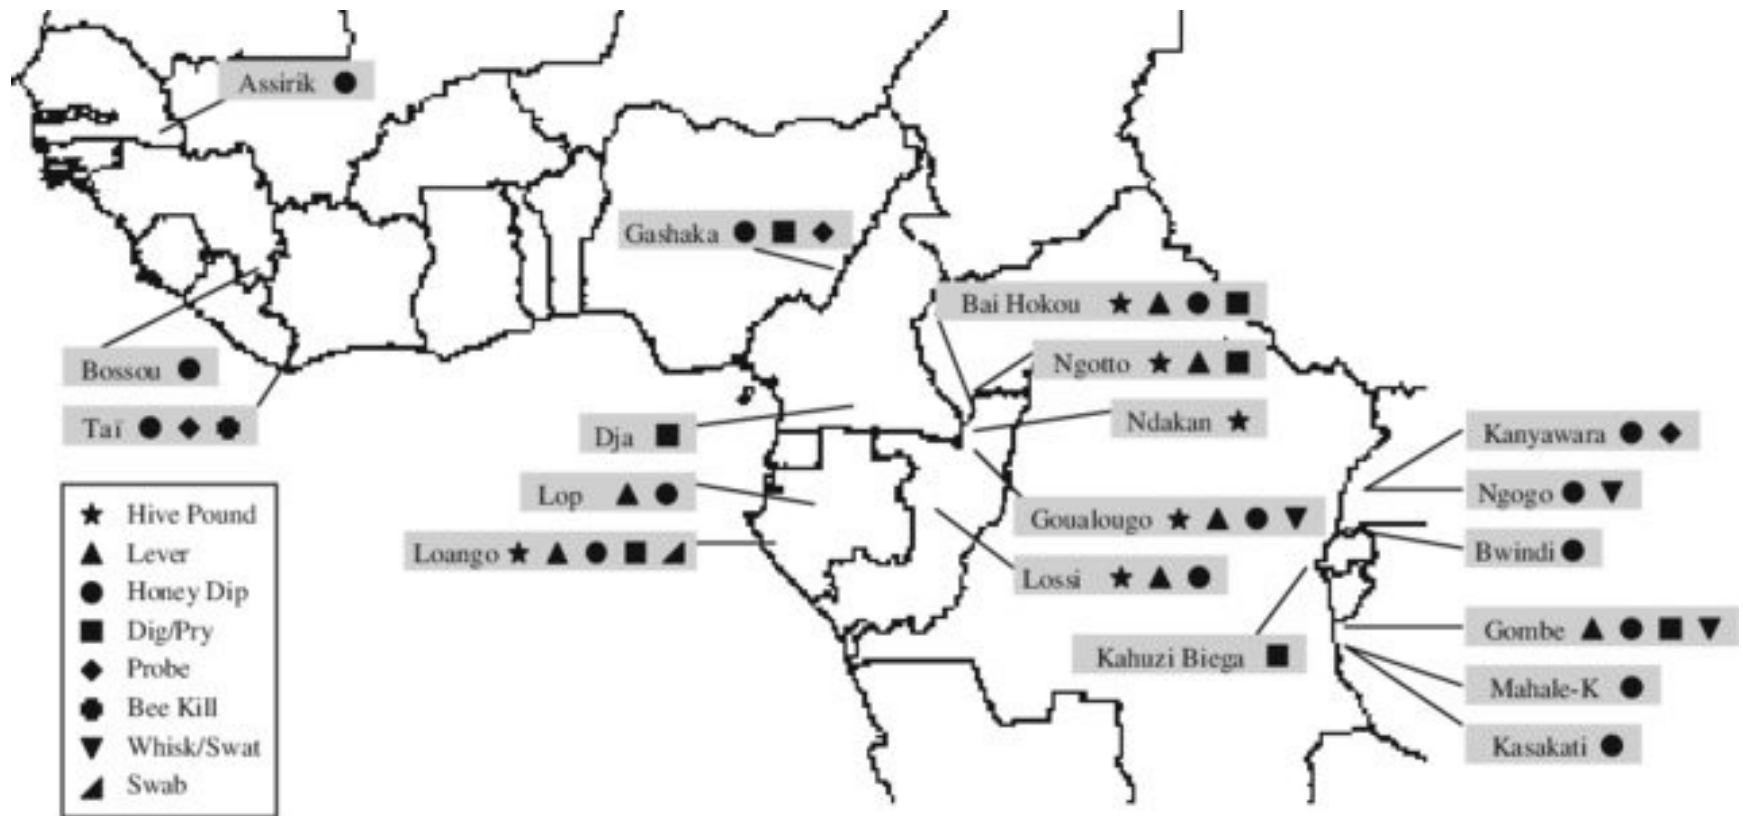 Assirik
Gashaka
Bai Hokou
Ngotto
Bossou
Taï
Dja
Ndakan
Kanyawara
Lop
Ngogo
Hive Pound
Lever
Honey Dip
Dig/Pry
Probe
Bee Kill
Whisk/Swat
Swab
Goualougo
Loango
Bwindi
Lossi
Kahuzi Biega
Gombe
Mahale-K
Kasakati